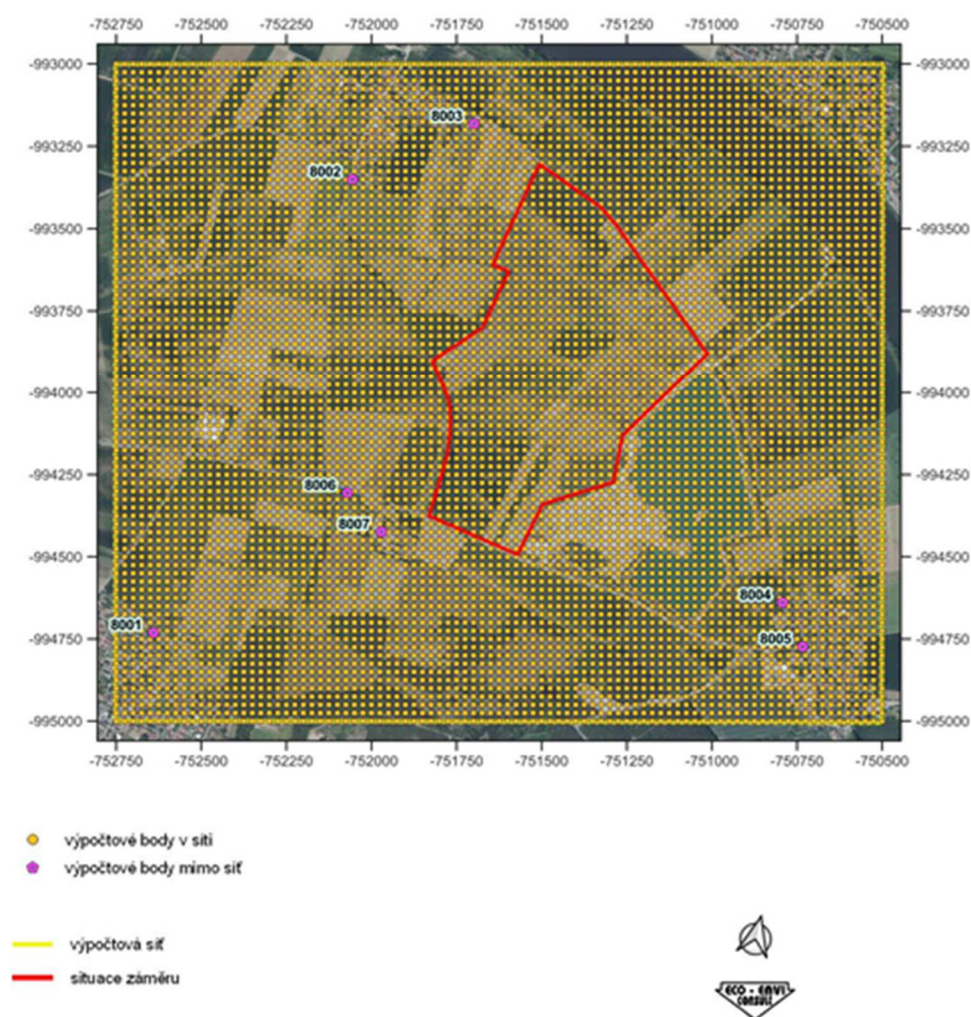 -752750 -752500 -752250 -752000 -751750 -751500 -751250 -751000 -750750 -750500
-993000 -993000
8003
-993250 -993250
8002
-993500 -993500
-993750 -993750
-994000 -994000
-994250 -994250
8006
8007
-994500 -994500
8004
8001
8005
-994750 -994750
-995000 -995000
-752750 -752500 -752250 -752000 -751750 -751500 -751250 -751000 -750750 -750500
výpočtové body v síti
výpočtové body mimo síť
výpočtová síť
situace záměru
ECO - ENVI
CONSULT